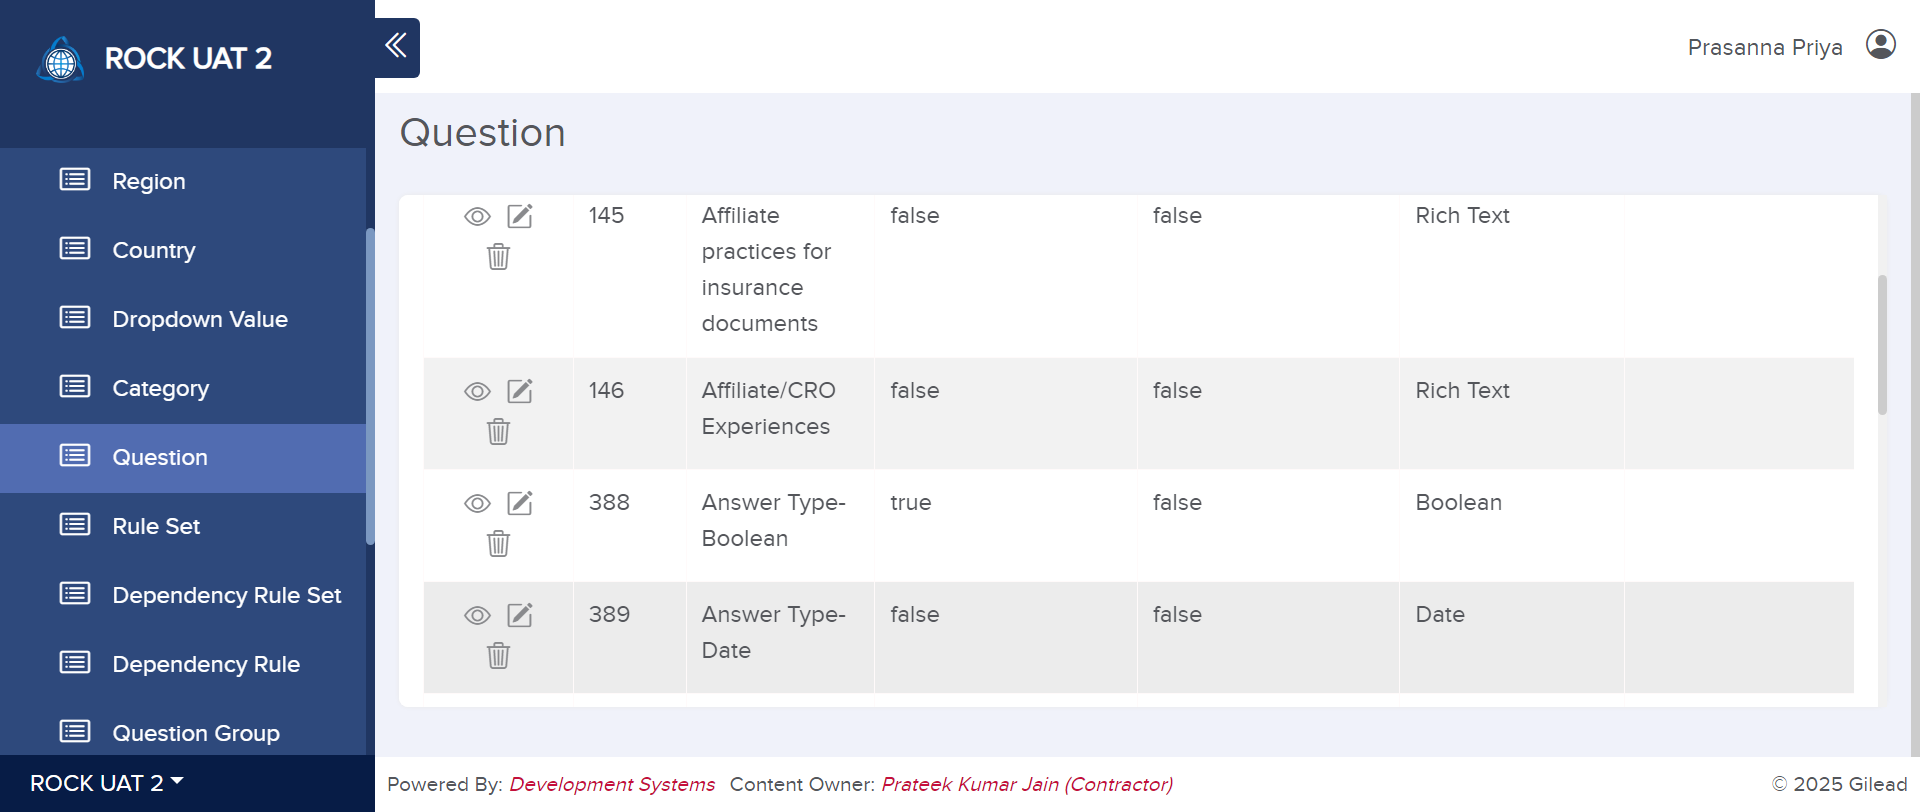 ROCK UAT 2
Prasanna Priya
Region
Country
Dropdown Value
Category
Question
Rule Set
Dependency Rule Set
Dependency Rule
Question Group
ROCK UAT 2
Question
145 Affiliate practices for insurance documents false false Rich Text
146 Affiliate/CRO Experiences false false Rich Text
388 Answer Type-Boolean true false Boolean
389 Answer Type-Date false false Date
Powered By: Development Systems Content Owner: Prateek Kumar Jain (Contractor)
© 2025 Gilead